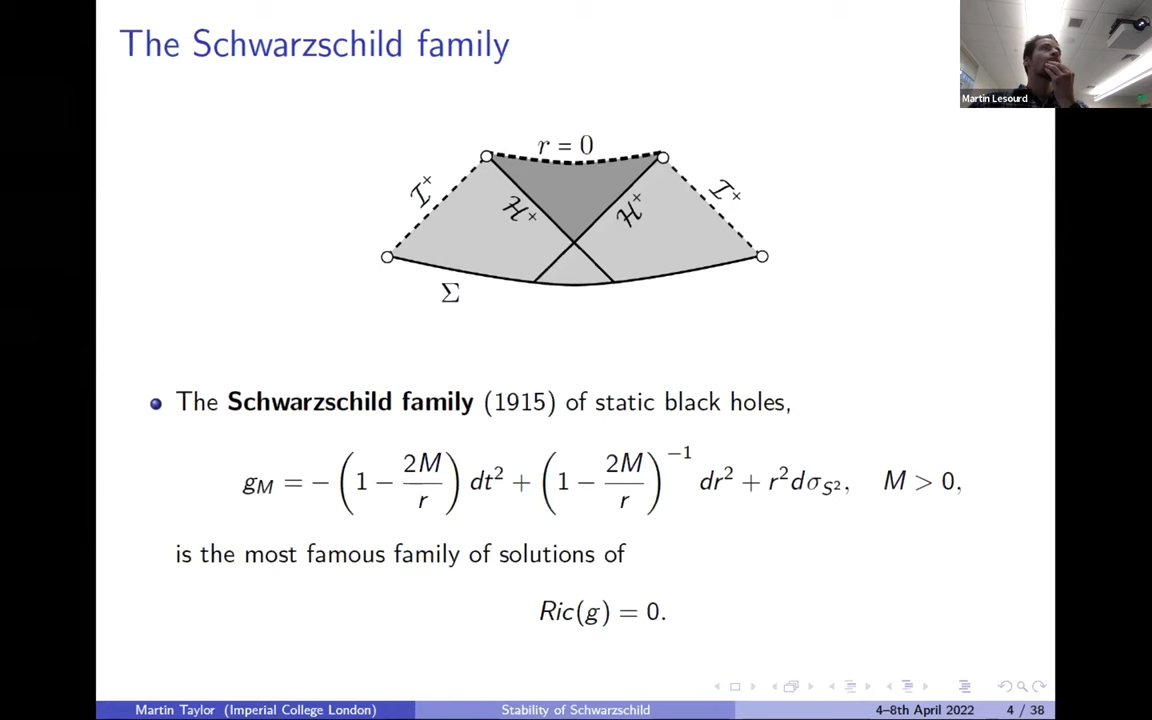 The Schwarzschild family
Martin Lesourd
r = 0
I⁺
H⁺
H⁺
I⁺
Σ
The Schwarzschild family (1915) of static black holes,
g_M = −(1 − 2M/r) dt² + (1 − 2M/r)⁻¹ dr² + r²dσ_{S²},   M > 0,
is the most famous family of solutions of
Ric(g) = 0.
Martin Taylor (Imperial College London) Stability of Schwarzschild 4–8th April 2022 4 / 38